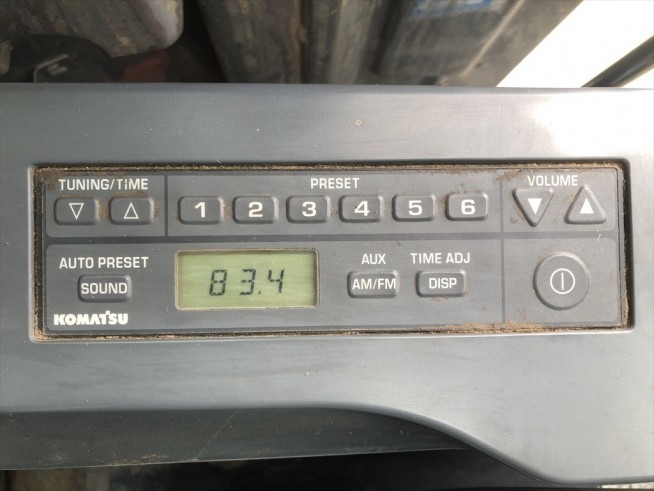 TUNING/TIME
PRESET
VOLUME
1 2 3 4 5 6
AUTO PRESET
SOUND
83.4
AUX
AM/FM
TIME ADJ
DISP
KOMATSU